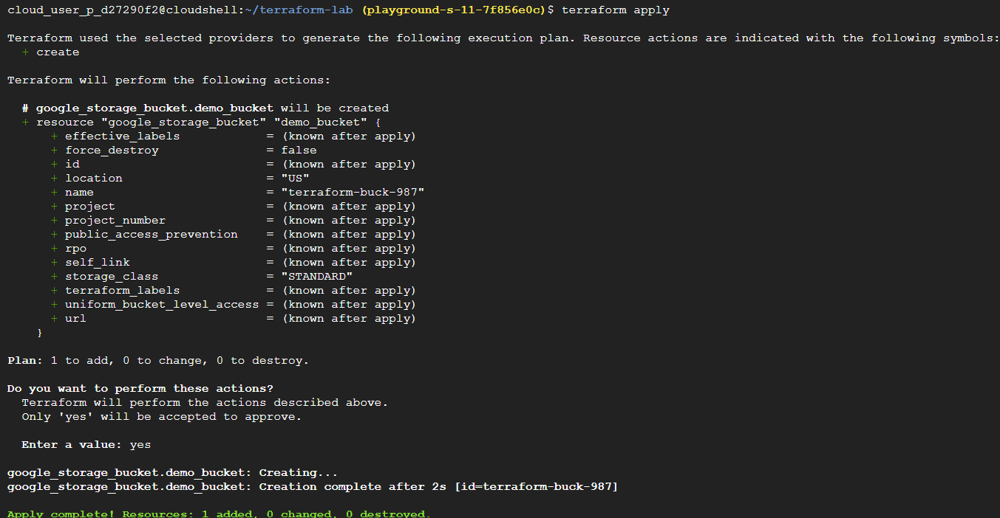 cloud_user_p_d27290f2@cloudshell:~/terraform-lab (playground-s-11-7f856e0c)$ terraform apply
Terraform used the selected providers to generate the following execution plan. Resource actions are indicated with the following symbols:
+ create
Terraform will perform the following actions:
# google_storage_bucket.demo_bucket will be created
+ resource "google_storage_bucket" "demo_bucket" {
+ effective_labels = (known after apply)
+ force_destroy = false
+ id = (known after apply)
+ location = "US"
+ name = "terraform-buck-987"
+ project = (known after apply)
+ project_number = (known after apply)
+ public_access_prevention = (known after apply)
+ rpo = (known after apply)
+ self_link = (known after apply)
+ storage_class = "STANDARD"
+ terraform_labels = (known after apply)
+ uniform_bucket_level_access = (known after apply)
+ url = (known after apply)
}
Plan: 1 to add, 0 to change, 0 to destroy.
Do you want to perform these actions?
Terraform will perform the actions described above.
Only 'yes' will be accepted to approve.
Enter a value: yes
google_storage_bucket.demo_bucket: Creating...
google_storage_bucket.demo_bucket: Creation complete after 2s [id=terraform-buck-987]
Apply complete! Resources: 1 added, 0 changed, 0 destroyed.